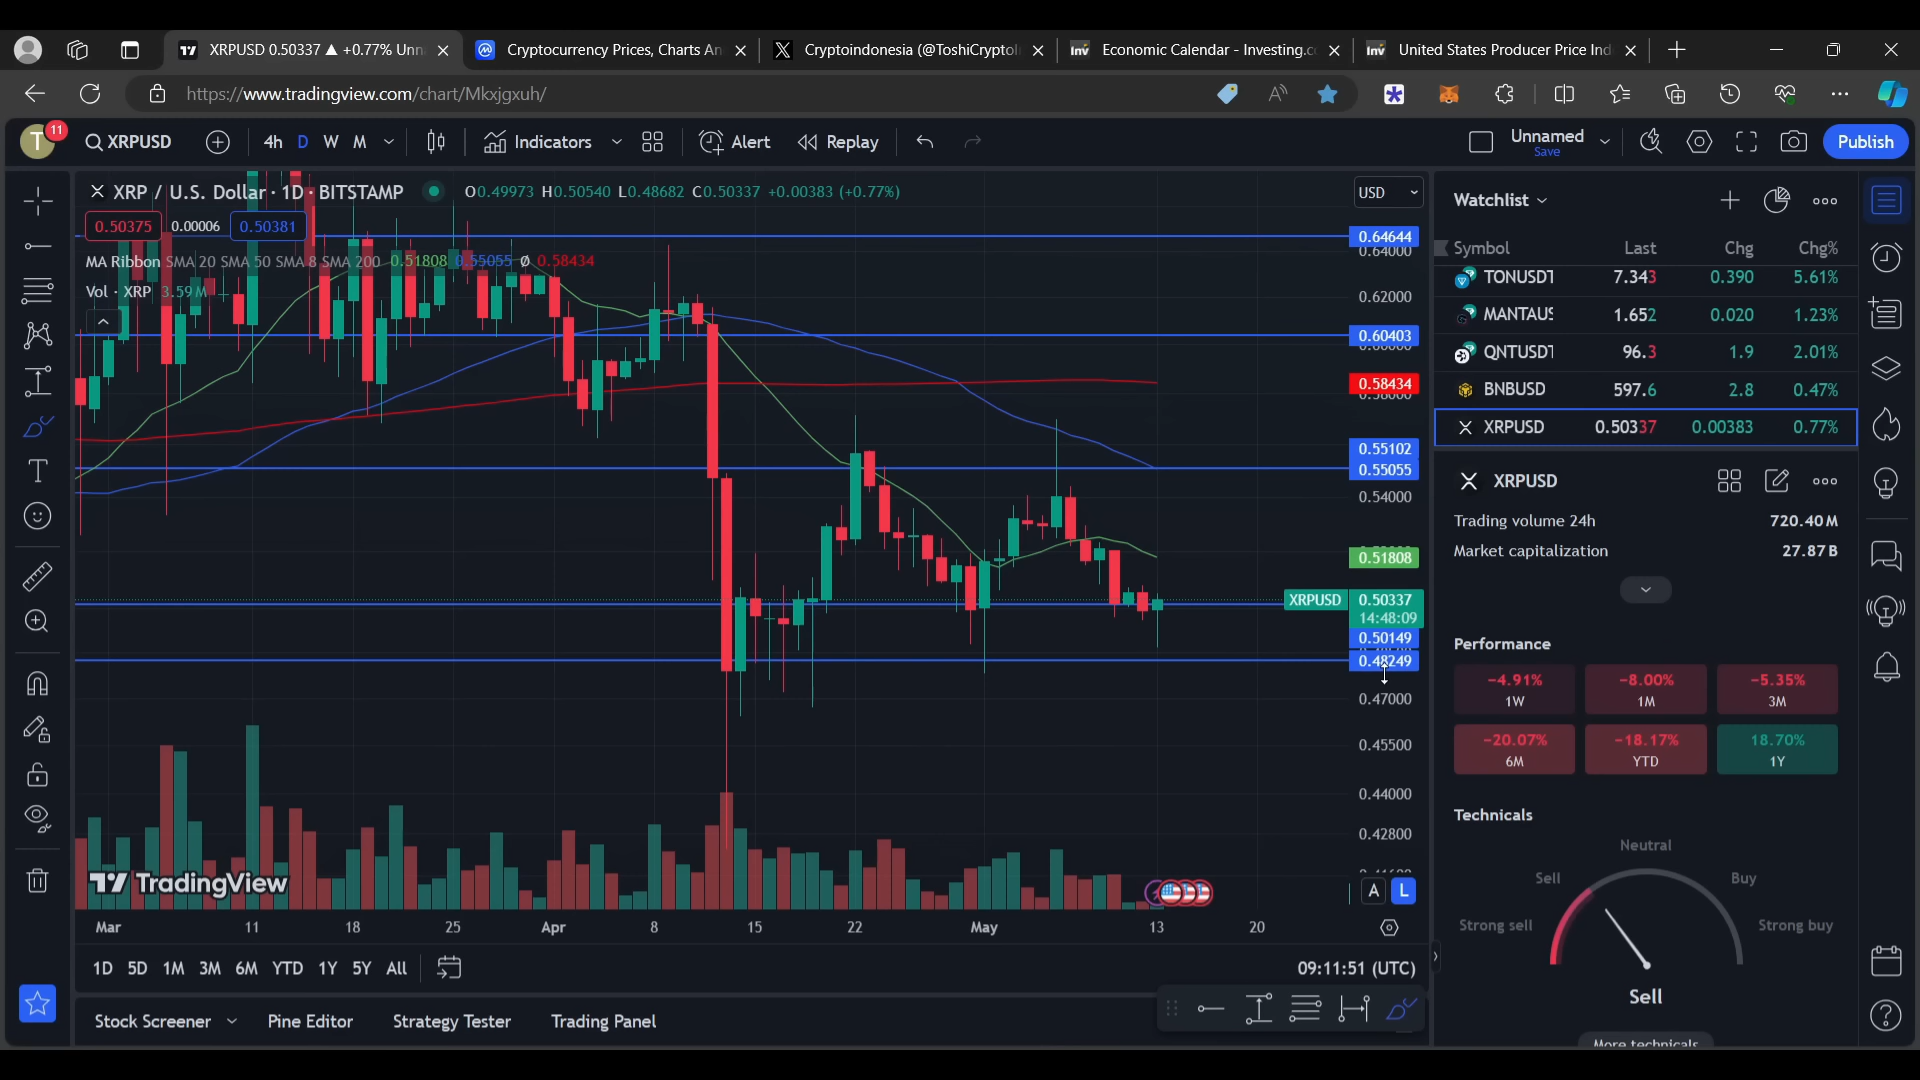 XRPUSD 0.50337 ▲ +0.77% Unn
Cryptocurrency Prices, Charts An
Cryptoindonesia (@ToshiCryptoI
Economic Calendar - Investing.c
United States Producer Price Ind
https://www.tradingview.com/chart/Mkxjgxuh/
T 11 XRPUSD 4h D W M Indicators Alert Replay Unnamed Save Publish
XRP / U.S. Dollar · 1D · BITSTAMP O0.49973 H0.50540 L0.48682 C0.50337 +0.00383 (+0.77%) USD
0.50375 0.00006 0.50381
MA Ribbon SMA 20 SMA 50 SMA 8 SMA 200 0.51808 0.55055 Ø 0.58434
Vol · XRP 3.59M
0.64644
0.64000
0.62000
0.60403
0.58434
0.55102
0.55055
0.54000
0.51808
XRPUSD 0.50337
14:48:09
0.50149
0.48249
0.47000
0.45500
0.44000
0.42800
A L
TradingView
Mar 11 18 25 Apr 8 15 22 May 13 20
1D 5D 1M 3M 6M YTD 1Y 5Y All 09:11:51 (UTC)
Stock Screener Pine Editor Strategy Tester Trading Panel
Watchlist
Symbol Last Chg Chg%
TONUSDT 7.343 0.390 5.61%
MANTAUS 1.652 0.020 1.23%
QNTUSDT 96.3 1.9 2.01%
BNBUSD 597.6 2.8 0.47%
XRPUSD 0.50337 0.00383 0.77%
XRPUSD
Trading volume 24h 720.40M
Market capitalization 27.87B
Performance
-4.91% -8.00% -5.35%
1W 1M 3M
-20.07% -18.17% 18.70%
6M YTD 1Y
Technicals
Neutral
Sell Buy
Strong sell Strong buy
Sell
More technicals